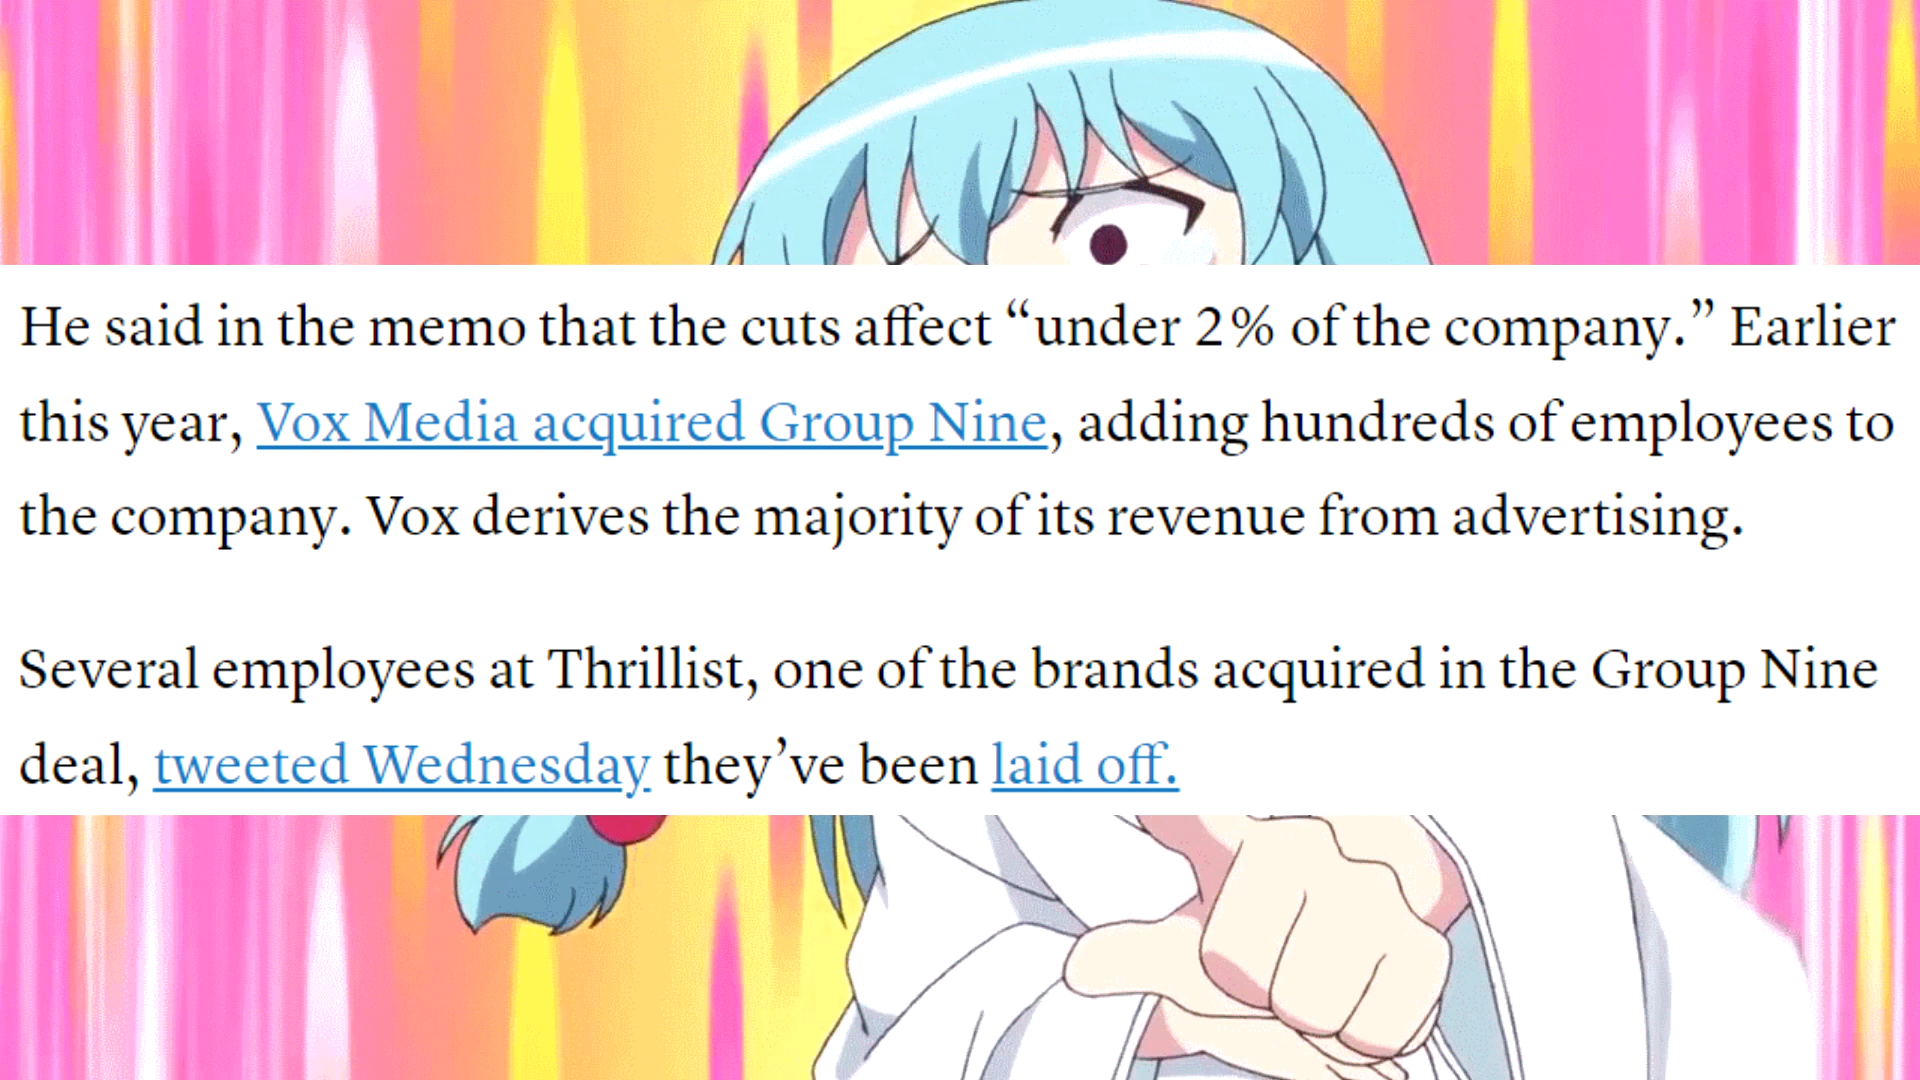 He said in the memo that the cuts affect “under 2% of the company.” Earlier
this year, Vox Media acquired Group Nine, adding hundreds of employees to
the company. Vox derives the majority of its revenue from advertising.
Several employees at Thrillist, one of the brands acquired in the Group Nine
deal, tweeted Wednesday they’ve been laid off.